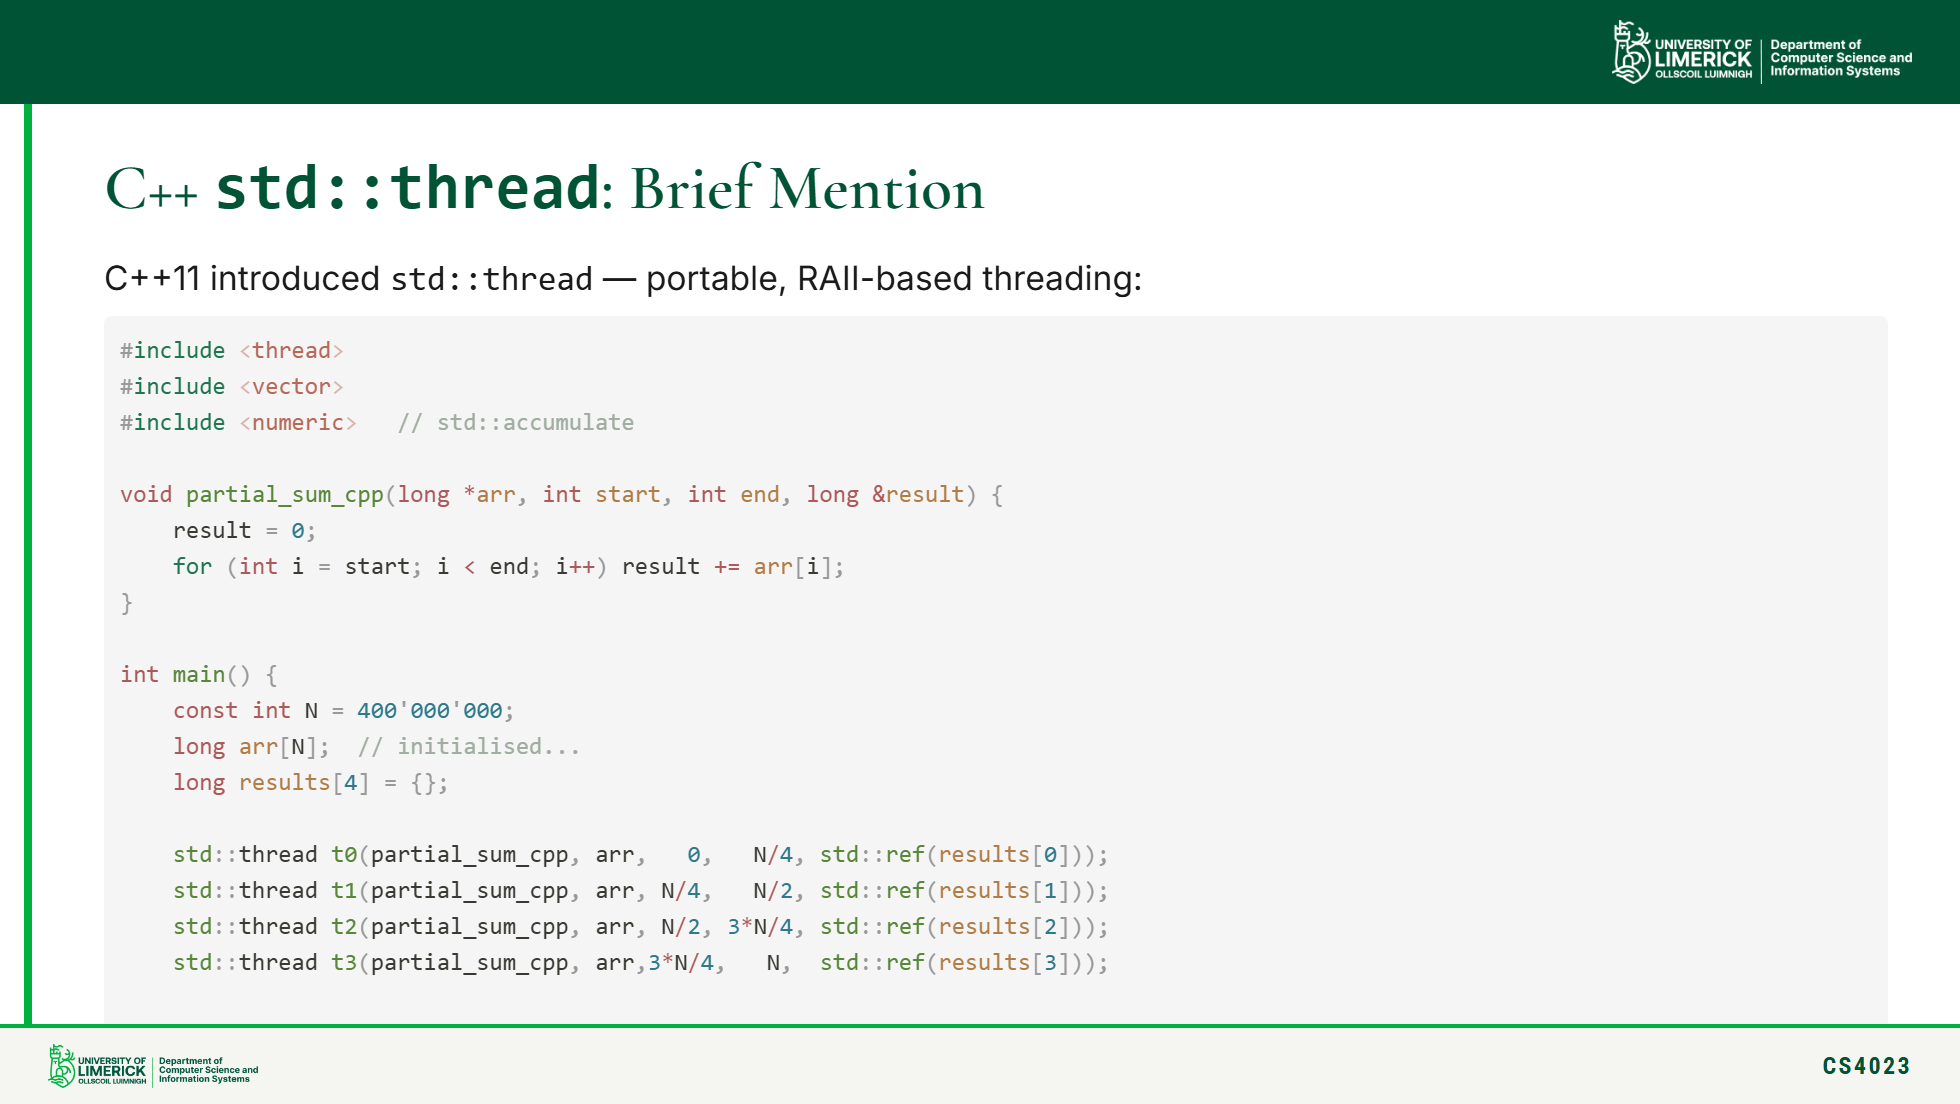 UNIVERSITY OF
LIMERICK
OLLSCOIL LUIMNIGH
Department of
Computer Science and
Information Systems
C++ std::thread: Brief Mention
C++11 introduced std::thread — portable, RAII-based threading:
#include <thread>
#include <vector>
#include <numeric>   // std::accumulate
void partial_sum_cpp(long *arr, int start, int end, long &result) {
    result = 0;
    for (int i = start; i < end; i++) result += arr[i];
}
int main() {
    const int N = 400'000'000;
    long arr[N];  // initialised...
    long results[4] = {};
    std::thread t0(partial_sum_cpp, arr,   0,   N/4, std::ref(results[0]));
    std::thread t1(partial_sum_cpp, arr, N/4,   N/2, std::ref(results[1]));
    std::thread t2(partial_sum_cpp, arr, N/2, 3*N/4, std::ref(results[2]));
    std::thread t3(partial_sum_cpp, arr,3*N/4,   N,  std::ref(results[3]));
UNIVERSITY OF
LIMERICK
OLLSCOIL LUIMNIGH
Department of
Computer Science and
Information Systems
CS4023